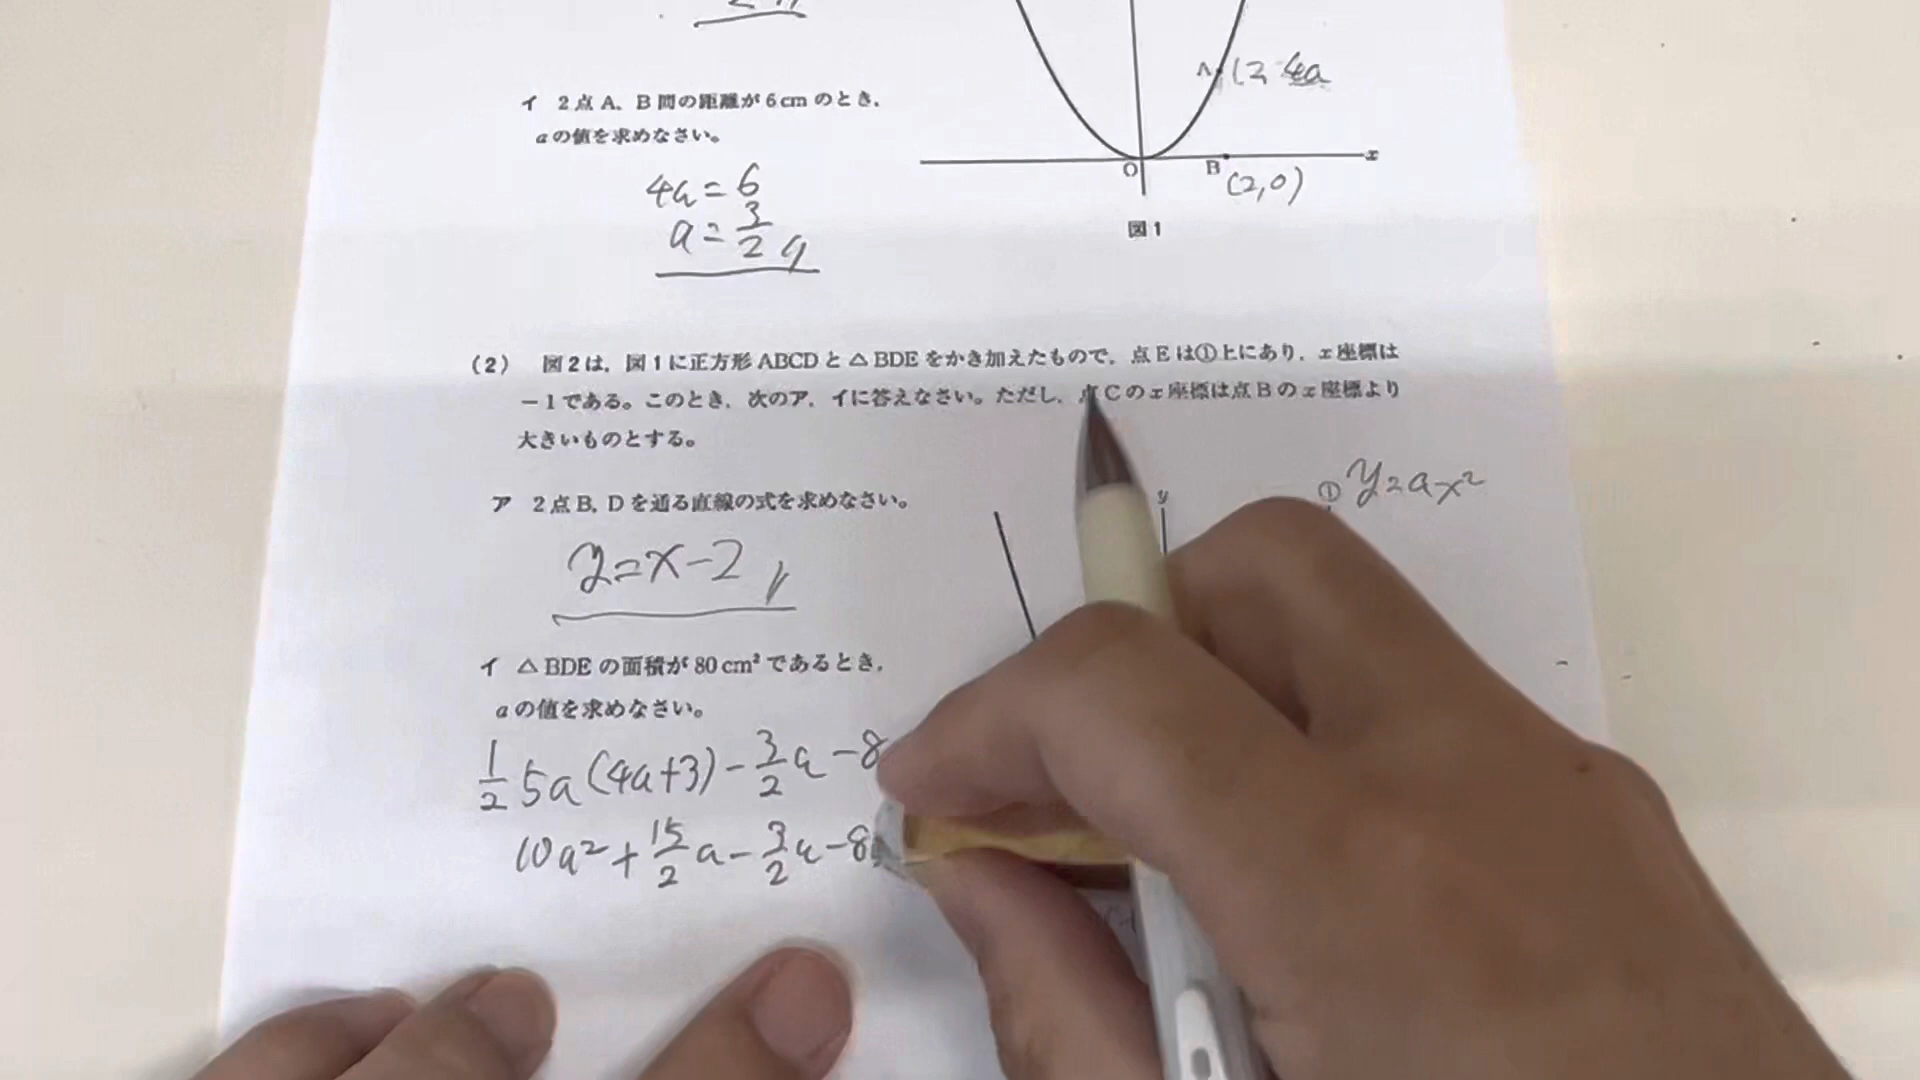 イ 2点A、B間の距離が6cmのとき、
aの値を求めなさい。
4a=6
a=3/2
A (2 4a
O B x
(2,0)
図1
(2) 図2は、図1に正方形ABCDと△BDEをかき加えたもので、点Eは①上にあり、x座標は
-1である。このとき、次のア、イに答えなさい。ただし、点Cのx座標は点Bのx座標より
大きいものとする。
ア 2点B、Dを通る直線の式を求めなさい。
y=x-2
y
① y=ax²
イ △BDEの面積が80cm²であるとき、
aの値を求めなさい。
1/2 5a(4a+3)-3/2a-8
10a²+15/2a-3/2a-8